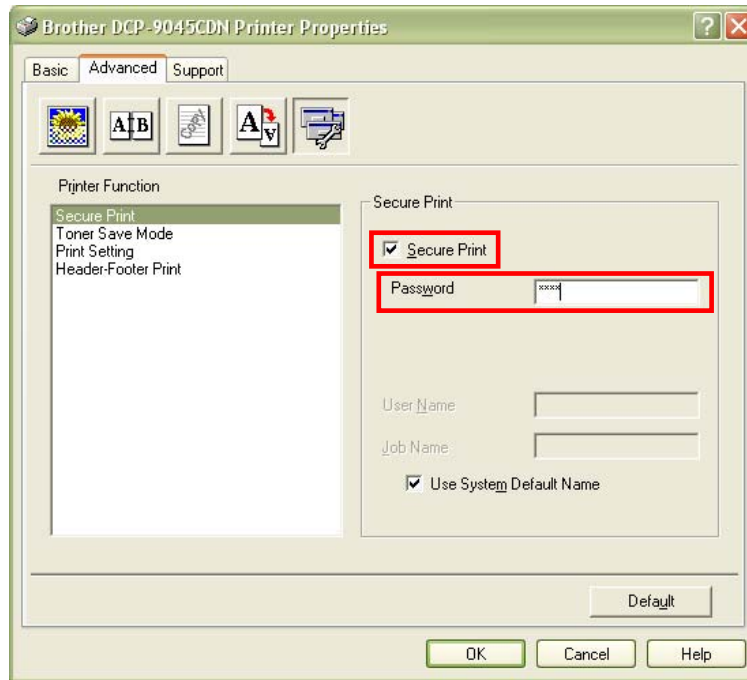 Brother DCP-9045CDN Printer Properties
Basic Advanced Support
A|B COPY A A
Printer Function
Secure Print
Toner Save Mode
Print Setting
Header-Footer Print
Secure Print
Secure Print
Password ****
User Name
Job Name
Use System Default Name
Default
OK Cancel Help